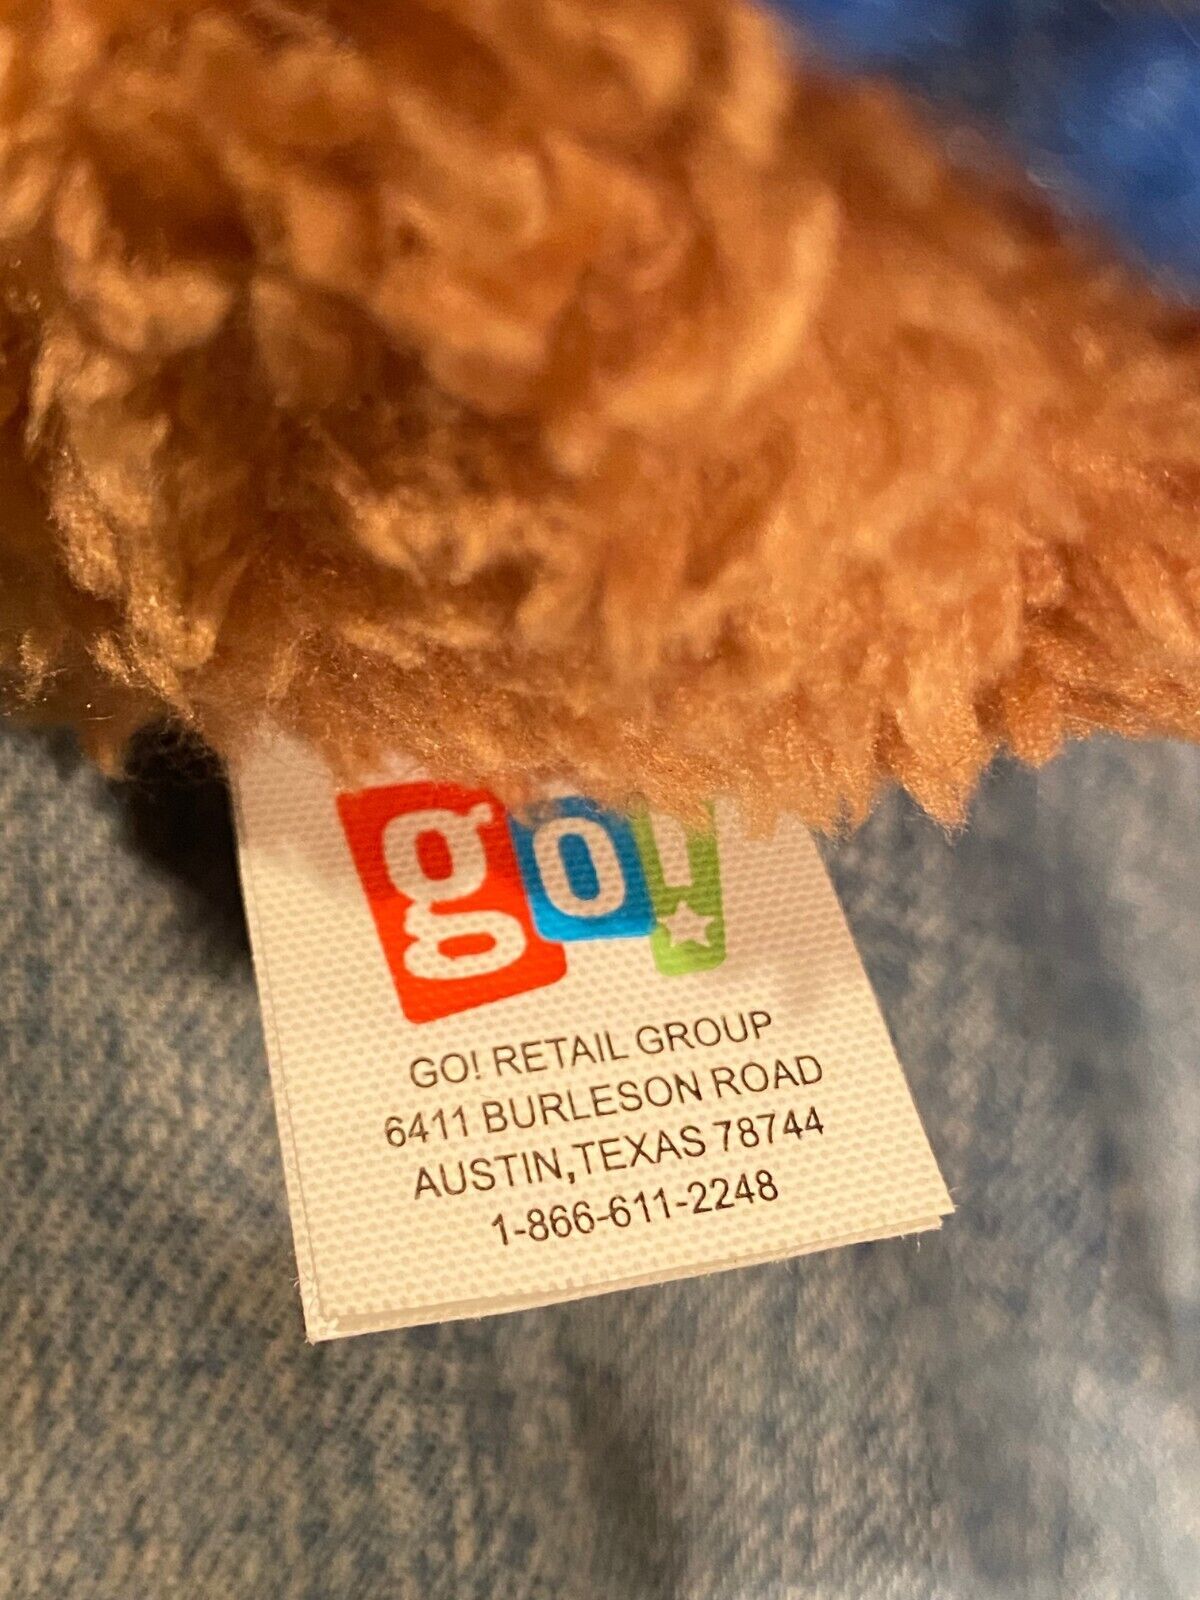 go!
GO! RETAIL GROUP
6411 BURLESON ROAD
AUSTIN,TEXAS 78744
1-866-611-2248